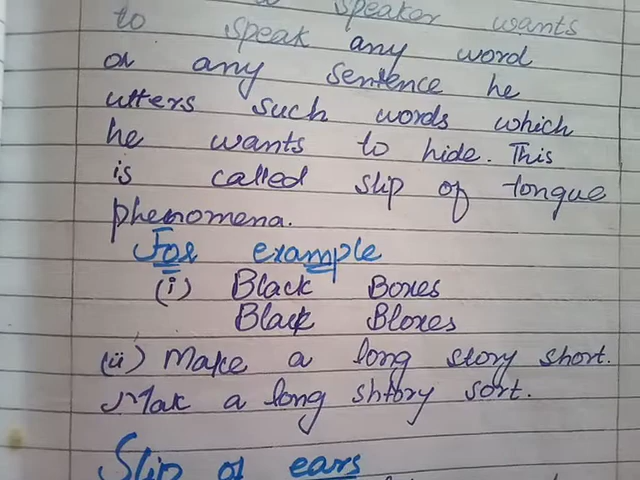 a speaker wants
to speak any word
or any sentence he
utters such words which
he wants to hide. This
is called slip of tongue
phenomena.
For example
(i) Black Boxes
Black Bloxes
(ii) Make a long story short.
Mak a long shtory sort.
Slip of ears